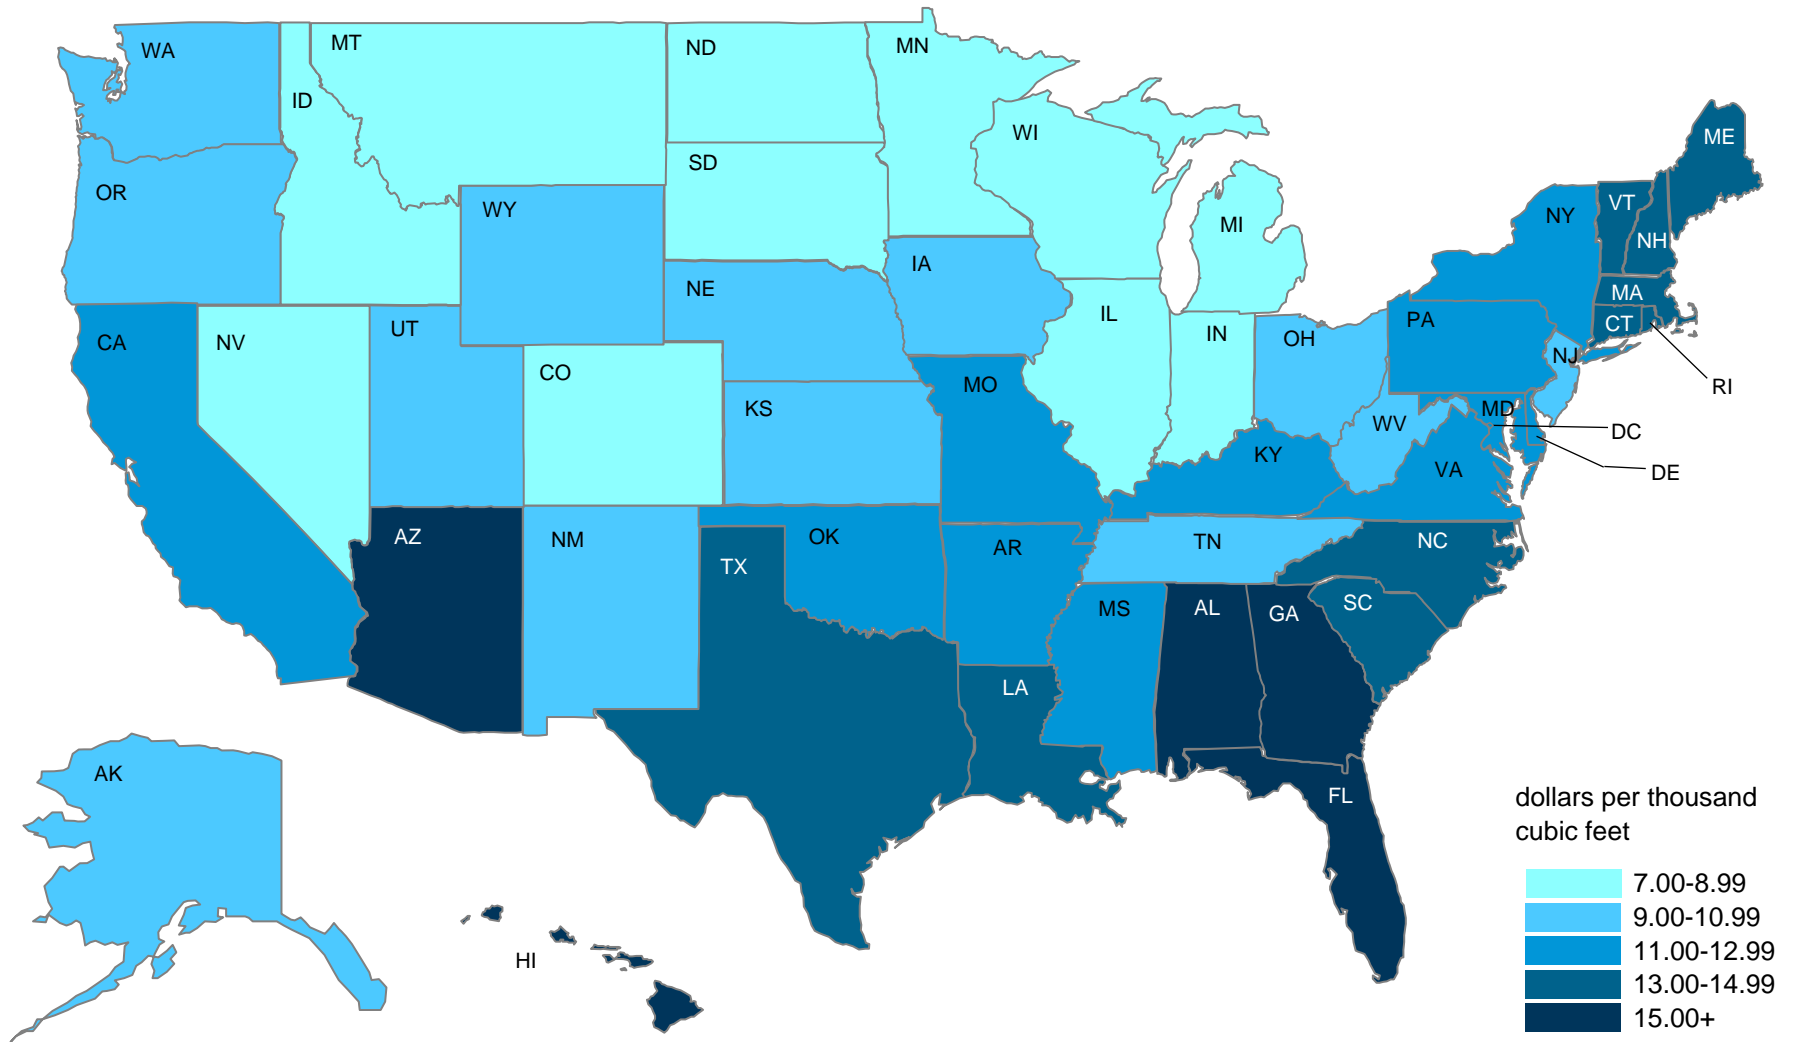 WA
MT
ND
MN
ID
WI
ME
SD
OR
WY
VT
NY
MI
NH
IA
NE
MA
IL
PA
CT
UT
IN
OH
CA
NV
NJ
CO
MO
RI
KS
MD
WV
DC
KY
VA
DE
AZ
OK
NM
AR
TN
NC
TX
MS
AL
GA
SC
LA
AK
FL
HI
dollars per thousand
cubic feet
7.00-8.99
9.00-10.99
11.00-12.99
13.00-14.99
15.00+